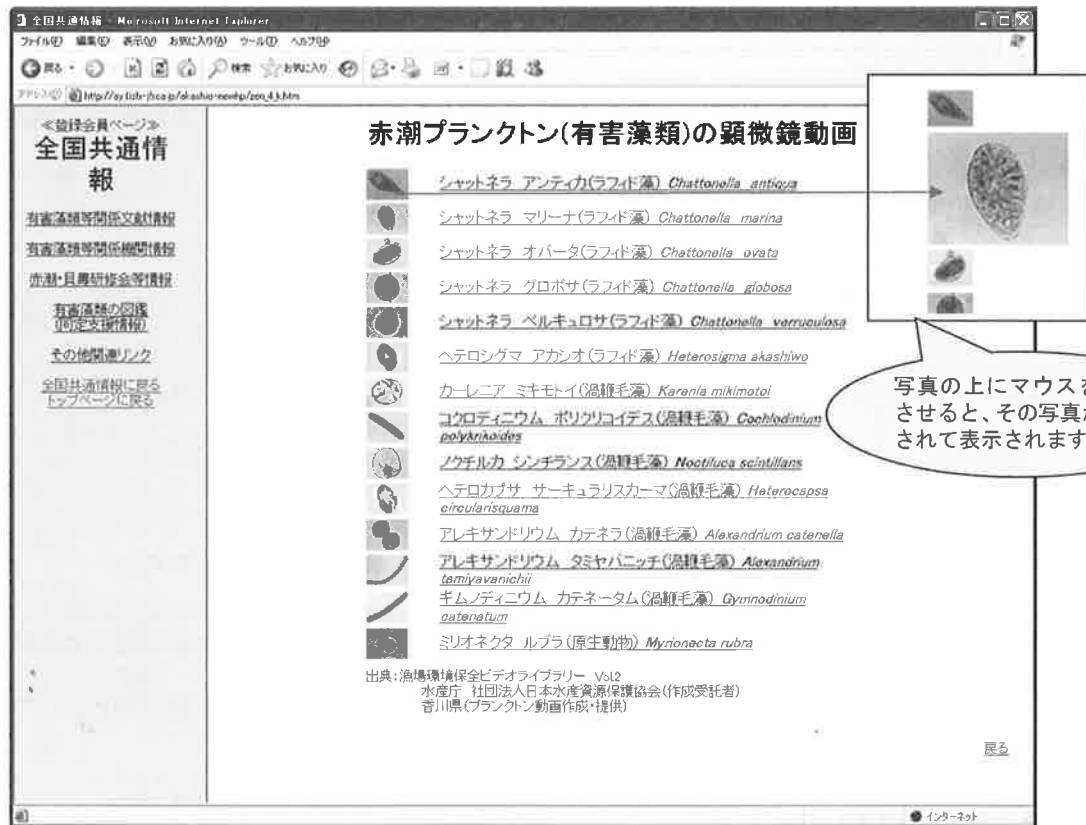 全国共通情報 - Microsoft Internet Explorer
ファイル(F) 編集(E) 表示(V) お気に入り(A) ツール(T) ヘルプ(H)
戻る 検索 お気に入り
アドレス(D)
≪登録会員ページ≫
全国共通情
報
有害藻類等関係文献情報
有害藻類等関係機関情報
赤潮・貝毒研修会等情報
有害藻類の図鑑
(同定支援情報)
その他関連リンク
全国共通情報に戻る
トップページに戻る
赤潮プランクトン(有害藻類)の顕微鏡動画
シャットネラ アンティカ(ラフィド藻) Chattonella antiqua
シャットネラ マリーナ(ラフィド藻) Chattonella marina
シャットネラ オバータ(ラフィド藻) Chattonella ovata
シャットネラ グロボサ(ラフィド藻) Chattonella globosa
シャットネラ ベルキュロサ(ラフィド藻) Chattonella verruculosa
ヘテロシグマ アカシオ(ラフィド藻) Heterosigma akashiwo
カーレニア ミキモトイ(渦鞭毛藻) Karenia mikimotoi
コクロディニウム ポリクリコイデス(渦鞭毛藻) Cochlodinium
polykrikoides
ノクチルカ シンチランス(渦鞭毛藻) Noctiluca scintillans
ヘテロカプサ サーキュラリスカーマ(渦鞭毛藻) Heterocapsa
circularisquama
アレキサンドリウム カテネラ(渦鞭毛藻) Alexandrium catenella
アレキサンドリウム タミヤバニッチ(渦鞭毛藻) Alexandrium
tamiyavanichii
ギムノディニウム カテネータム(渦鞭毛藻) Gymnodinium
catenatum
ミリオネクタ ルブラ(原生動物) Myrionecta rubra
出典:漁場環境保全ビデオライブラリー Vol.2
水産庁 社団法人日本水産資源保護協会(作成受託者)
香川県(プランクトン動画作成・提供)
戻る
写真の上にマウスを
させると、その写真が
されて表示されます
インターネット